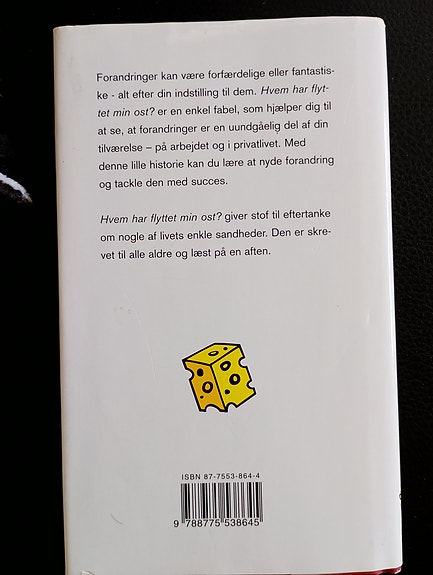 Forandringer kan være forfærdelige eller fantastis-
ke - alt efter din indstilling til dem. Hvem har flyt-
tet min ost? er en enkel fabel, som hjælper dig til
at se, at forandringer er en uundgåelig del af din
tilværelse – på arbejdet og i privatlivet. Med
denne lille historie kan du lære at nyde forandring
og tackle den med succes.
Hvem har flyttet min ost? giver stof til eftertanke
om nogle af livets enkle sandheder. Den er skre-
vet til alle aldre og læst på en aften.
ISBN 87-7553-864-4
9 788775 538645